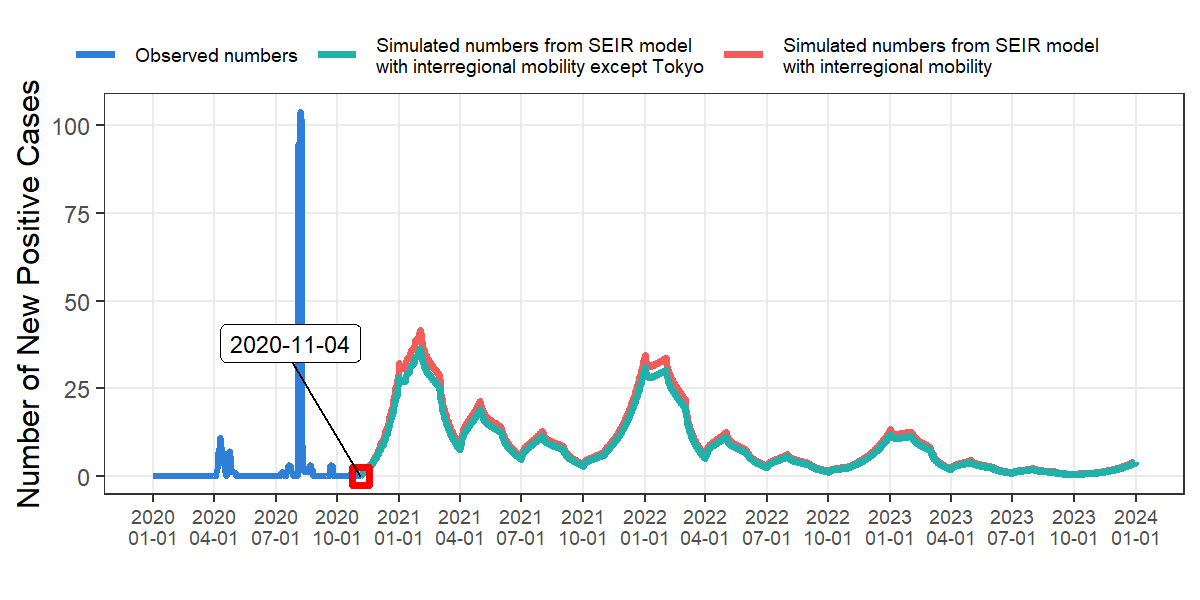 Observed numbers
Simulated numbers from SEIR model
with interregional mobility except Tokyo
Simulated numbers from SEIR model
with interregional mobility
Number of New Positive Cases
100
75
50
25
0
2020-11-04
2020 2020 2020 2020 2021 2021 2021 2021 2022 2022 2022 2022 2023 2023 2023 2023 2024
01-01 04-01 07-01 10-01 01-01 04-01 07-01 10-01 01-01 04-01 07-01 10-01 01-01 04-01 07-01 10-01 01-01